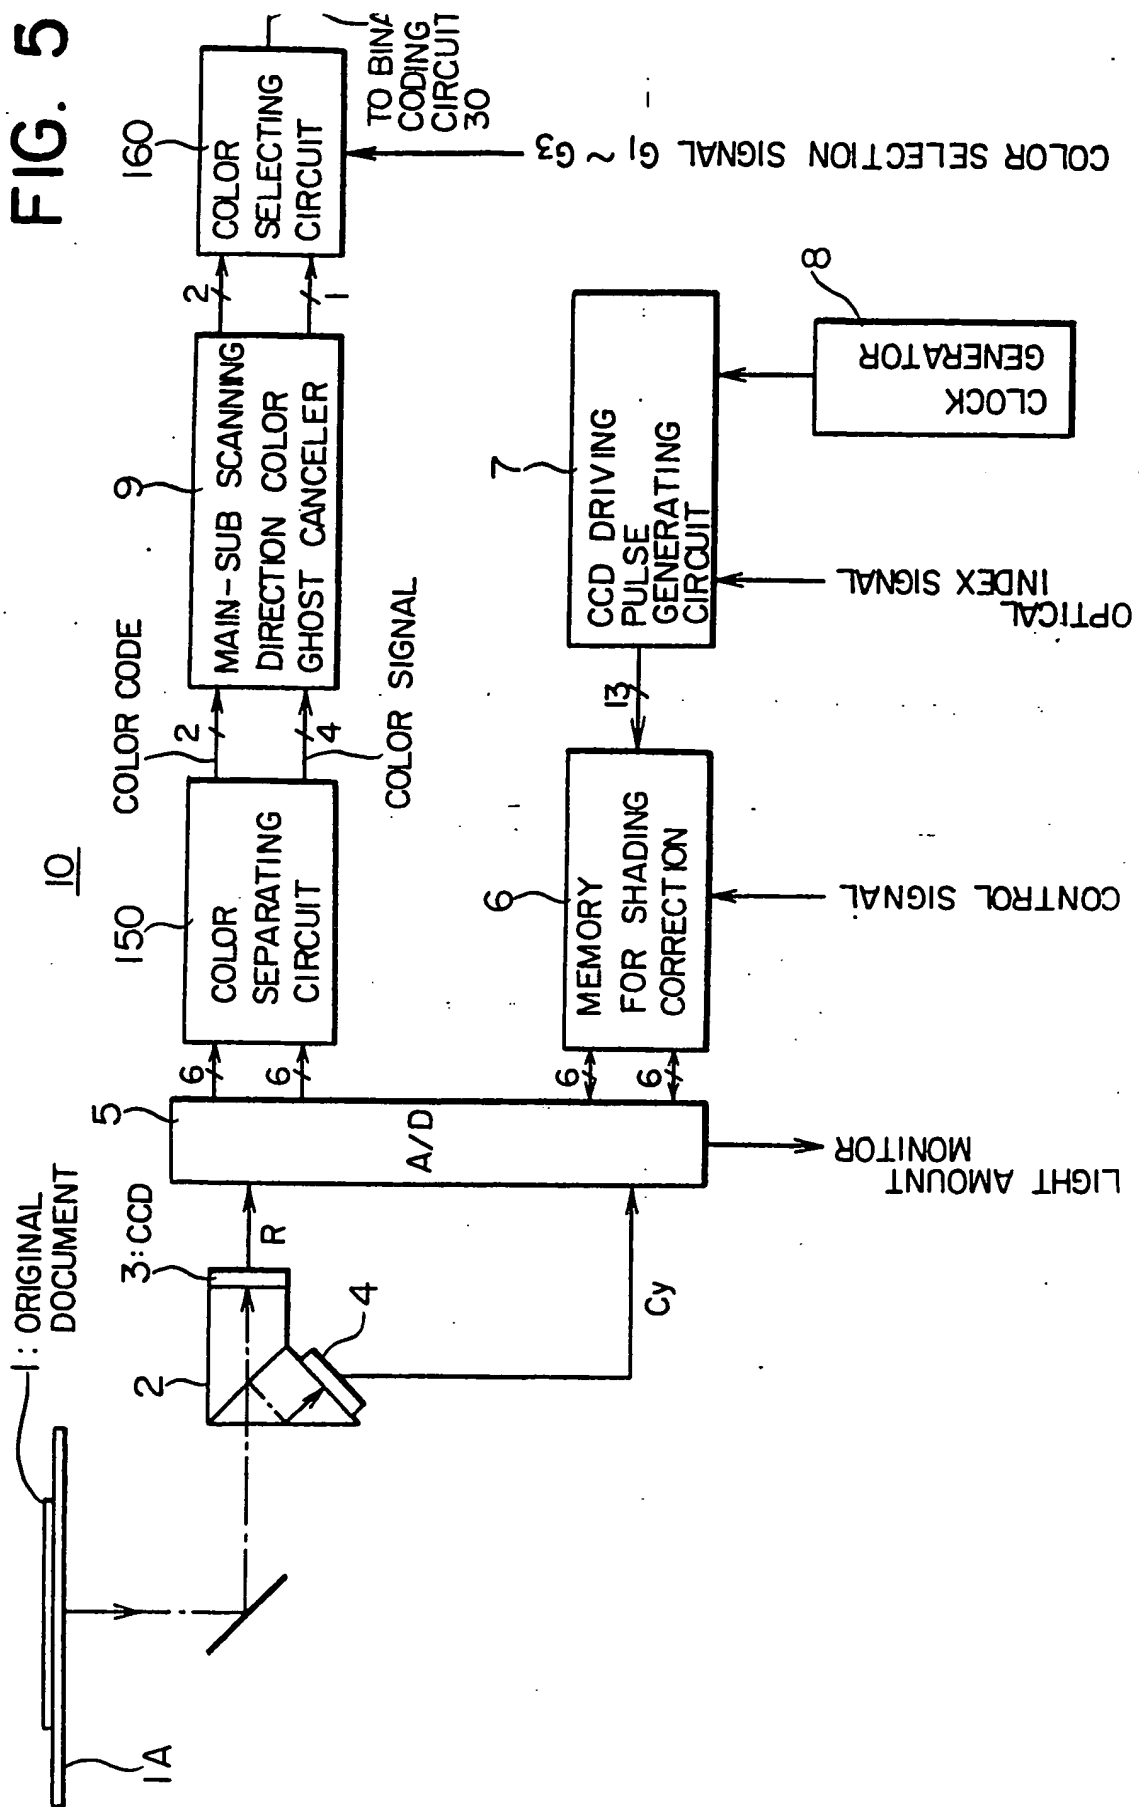 FIG. 5
10
1: ORIGINAL
DOCUMENT
1A
2
3: CCD
4
R
Cy
5
A/D
6
6
6
6
150
COLOR
SEPARATING
CIRCUIT
COLOR CODE
2
4
COLOR SIGNAL
9
MAIN-SUB SCANNING
DIRECTION COLOR
GHOST CANCELER
2
1
160
COLOR
SELECTING
CIRCUIT
TO
CODING
CIRCUIT
30
COLOR SELECTION SIGNAL G1 ~ G3
6
MEMORY
FOR SHADING
CORRECTION
13
7
CCD DRIVING
PULSE
GENERATING
CIRCUIT
8
CLOCK
GENERATOR
OPTICAL
INDEX SIGNAL
CONTROL SIGNAL
LIGHT AMOUNT
MONITOR